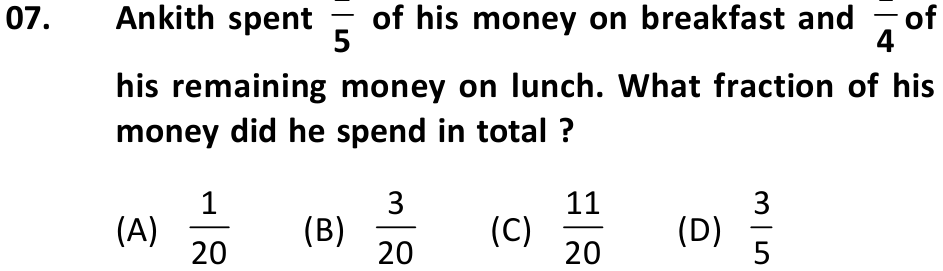 07. Ankith spent /5 of his money on breakfast and /4 of
his remaining money on lunch. What fraction of his
money did he spend in total ?
(A) 1/20 (B) 3/20 (C) 11/20 (D) 3/5